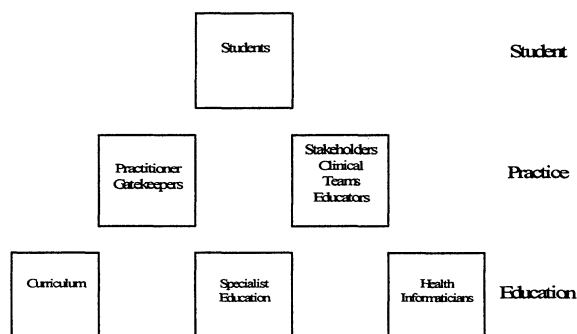 Students
Student
Practitioner
Gatekeepers
Stakeholders
Clinical
Teams
Educators
Practice
Curriculum
Specialist
Education
Health
Informaticians
Education